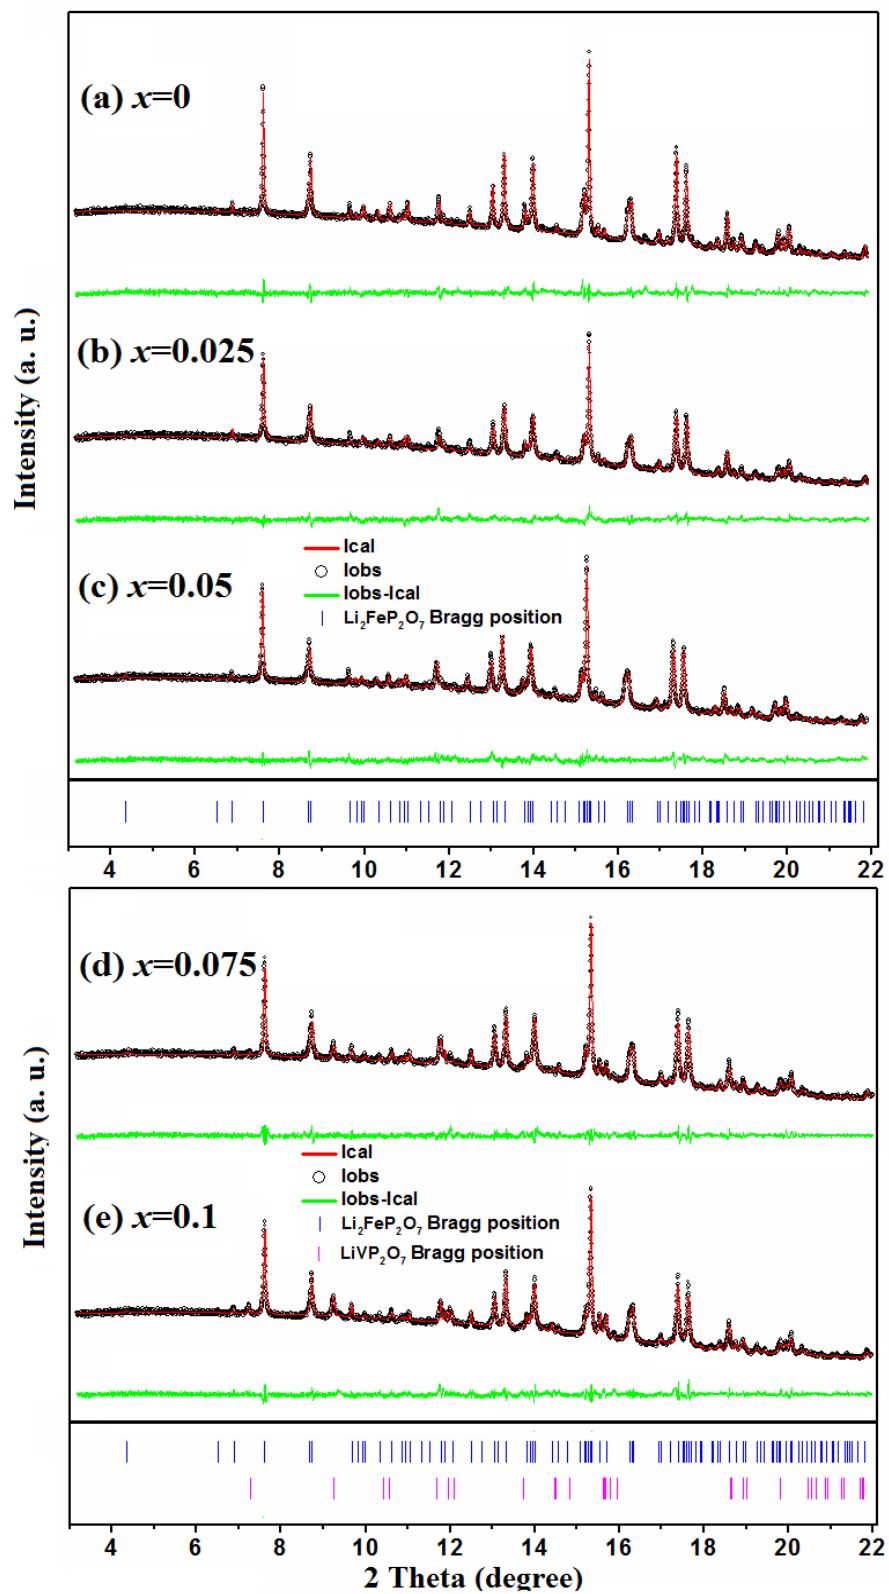 (a) x=0
(b) x=0.025
Intensity (a. u.)
Ical
Iobs
Iobs-Ical
Li₂FeP₂O₇ Bragg position
(c) x=0.05
4 6 8 10 12 14 16 18 20 22
(d) x=0.075
Intensity (a. u.)
Ical
Iobs
Iobs-Ical
Li₂FeP₂O₇ Bragg position
LiVP₂O₇ Bragg position
(e) x=0.1
4 6 8 10 12 14 16 18 20 22
2 Theta (degree)